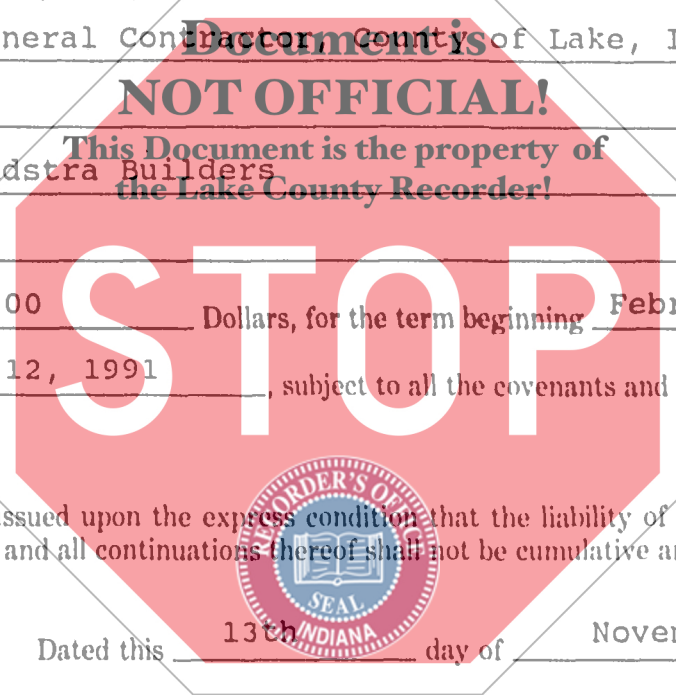 neral Contractor, County of Lake, I
Document is
NOT OFFICIAL!
This Document is the property of
the Lake County Recorder!
dstra Builders
STOP
00 Dollars, for the term beginning Febr
12, 1991, subject to all the covenants and
ssued upon the express condition that the liability of
and all continuations thereof shall not be cumulative a
RECORDER'S OFFICE
SEAL
INDIANA
Dated this 13th day of Nover